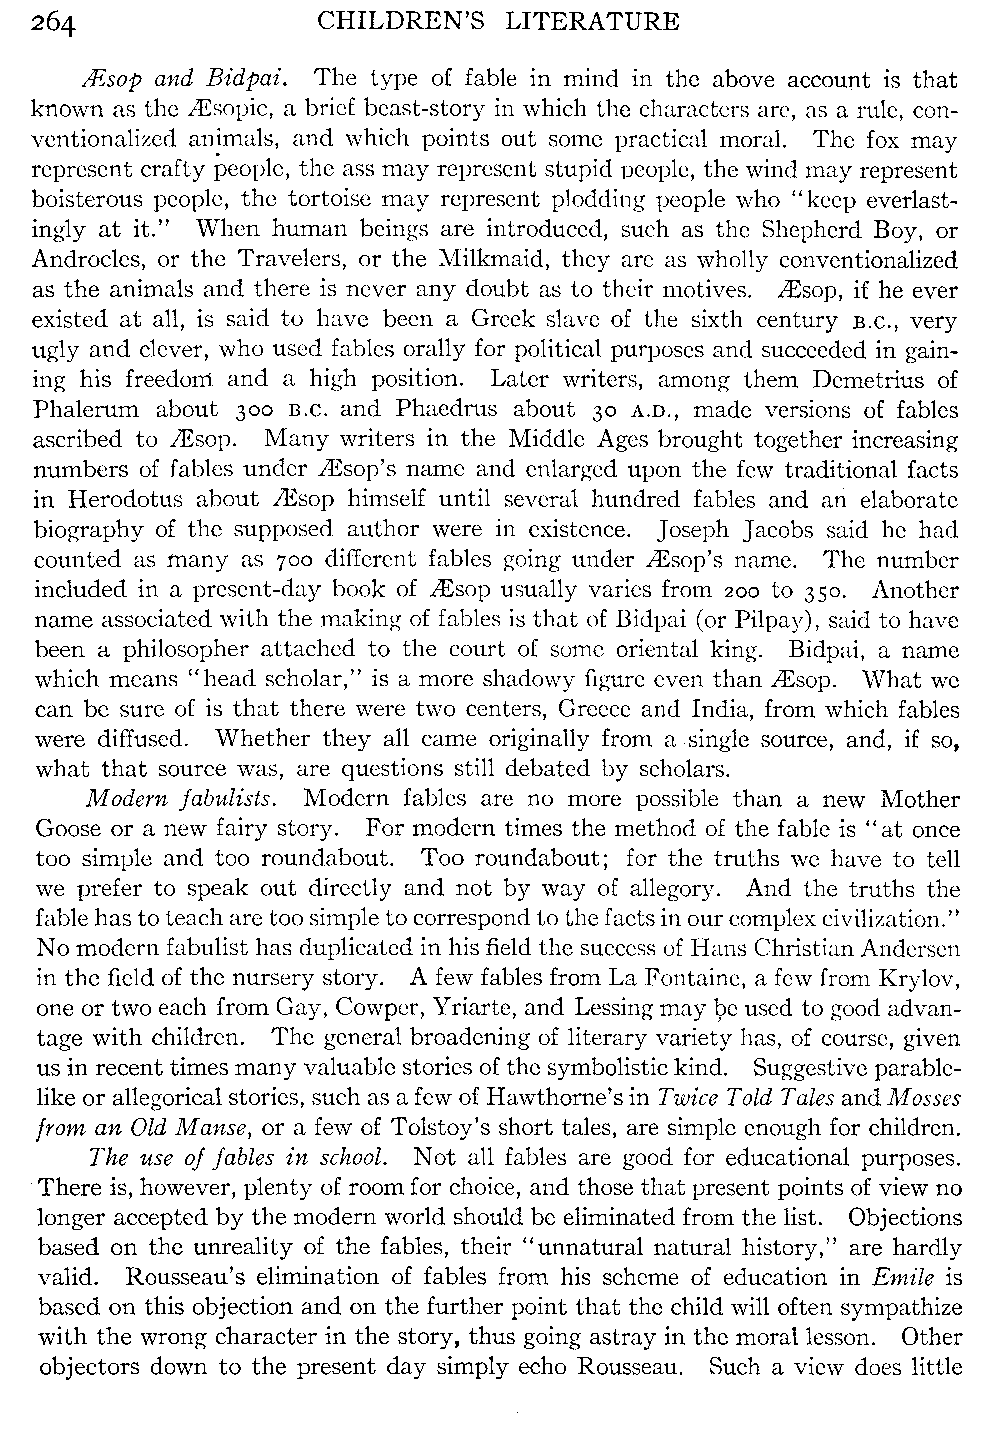 264 CHILDREN'S LITERATURE
Æsop and Bidpai. The type of fable in mind in the above account is that
known as the Æsopic, a brief beast-story in which the characters are, as a rule, con-
ventionalized animals, and which points out some practical moral. The fox may
represent crafty people, the ass may represent stupid people, the wind may represent
boisterous people, the tortoise may represent plodding people who "keep everlast-
ingly at it." When human beings are introduced, such as the Shepherd Boy, or
Androcles, or the Travelers, or the Milkmaid, they are as wholly conventionalized
as the animals and there is never any doubt as to their motives. Æsop, if he ever
existed at all, is said to have been a Greek slave of the sixth century B.C., very
ugly and clever, who used fables orally for political purposes and succeeded in gain-
ing his freedom and a high position. Later writers, among them Demetrius of
Phalerum about 300 B.C. and Phaedrus about 30 A.D., made versions of fables
ascribed to Æsop. Many writers in the Middle Ages brought together increasing
numbers of fables under Æsop's name and enlarged upon the few traditional facts
in Herodotus about Æsop himself until several hundred fables and an elaborate
biography of the supposed author were in existence. Joseph Jacobs said he had
counted as many as 700 different fables going under Æsop's name. The number
included in a present-day book of Æsop usually varies from 200 to 350. Another
name associated with the making of fables is that of Bidpai (or Pilpay), said to have
been a philosopher attached to the court of some oriental king. Bidpai, a name
which means "head scholar," is a more shadowy figure even than Æsop. What we
can be sure of is that there were two centers, Greece and India, from which fables
were diffused. Whether they all came originally from a single source, and, if so,
what that source was, are questions still debated by scholars.
Modern fabulists. Modern fables are no more possible than a new Mother
Goose or a new fairy story. For modern times the method of the fable is "at once
too simple and too roundabout. Too roundabout; for the truths we have to tell
we prefer to speak out directly and not by way of allegory. And the truths the
fable has to teach are too simple to correspond to the facts in our complex civilization."
No modern fabulist has duplicated in his field the success of Hans Christian Andersen
in the field of the nursery story. A few fables from La Fontaine, a few from Krylov,
one or two each from Gay, Cowper, Yriarte, and Lessing may be used to good advan-
tage with children. The general broadening of literary variety has, of course, given
us in recent times many valuable stories of the symbolistic kind. Suggestive parable-
like or allegorical stories, such as a few of Hawthorne's in Twice Told Tales and Mosses
from an Old Manse, or a few of Tolstoy's short tales, are simple enough for children.
The use of fables in school. Not all fables are good for educational purposes.
There is, however, plenty of room for choice, and those that present points of view no
longer accepted by the modern world should be eliminated from the list. Objections
based on the unreality of the fables, their "unnatural natural history," are hardly
valid. Rousseau's elimination of fables from his scheme of education in Emile is
based on this objection and on the further point that the child will often sympathize
with the wrong character in the story, thus going astray in the moral lesson. Other
objectors down to the present day simply echo Rousseau. Such a view does little